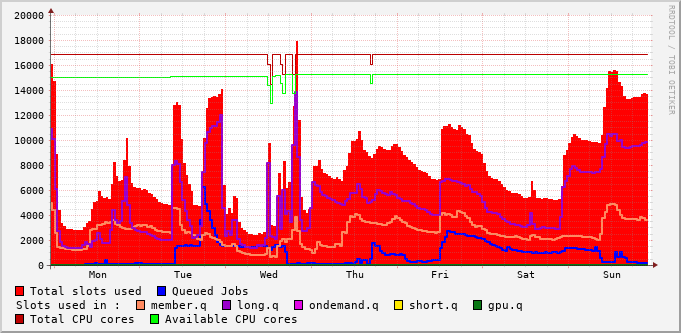 RRDTOOL / TOBI OETIKER
20000
18000
16000
14000
12000
10000
8000
6000
4000
2000
0
Mon Tue Wed Thu Fri Sat Sun
Total slots used Queued Jobs
Slots used in : member.q long.q ondemand.q short.q gpu.q
Total CPU cores Available CPU cores